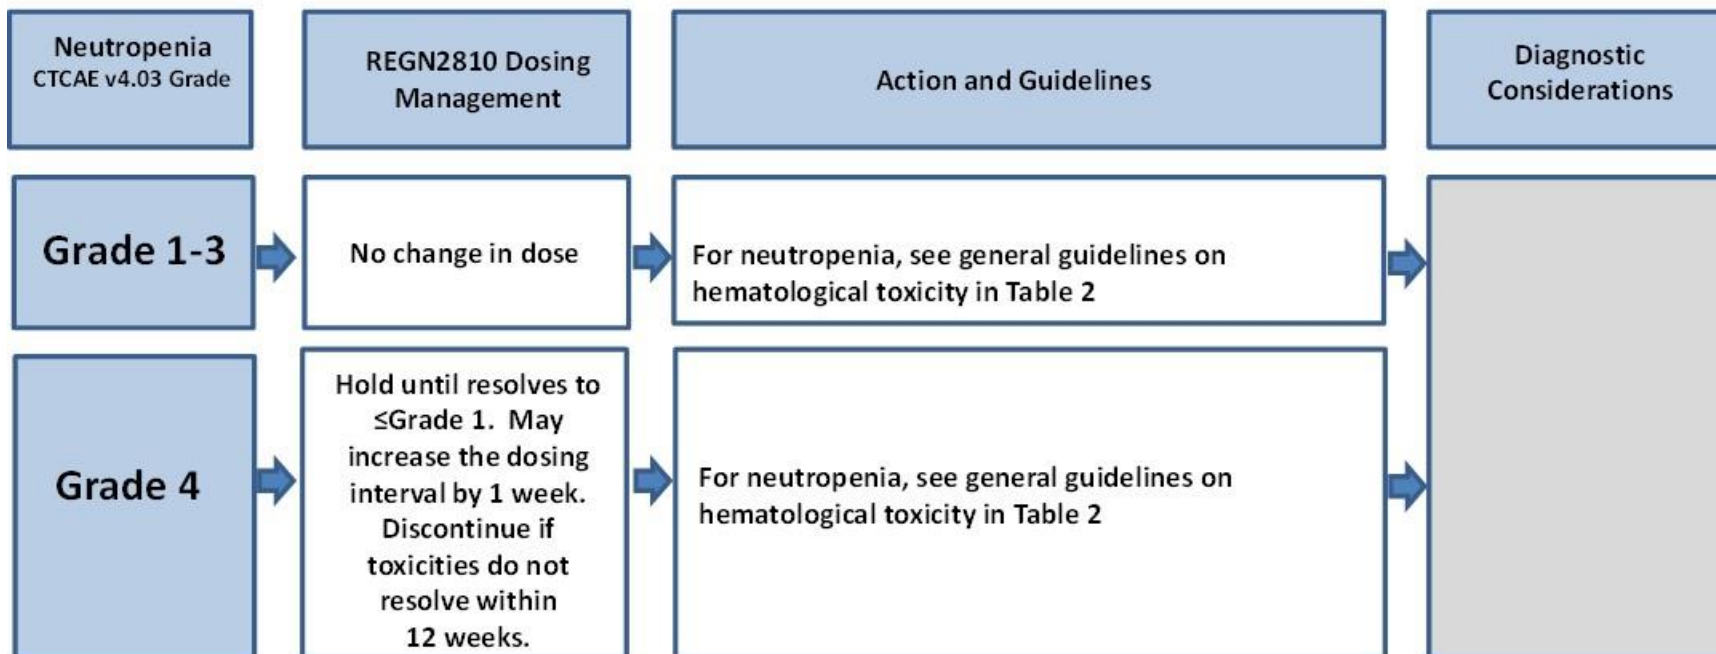 Neutropenia
CTCAE v4.03 Grade
REGN2810 Dosing
Management
Action and Guidelines
Diagnostic
Considerations
Grade 1-3
No change in dose
For neutropenia, see general guidelines on
hematological toxicity in Table 2
Grade 4
Hold until resolves to
≤Grade 1. May
increase the dosing
interval by 1 week.
Discontinue if
toxicities do not
resolve within
12 weeks.
For neutropenia, see general guidelines on
hematological toxicity in Table 2